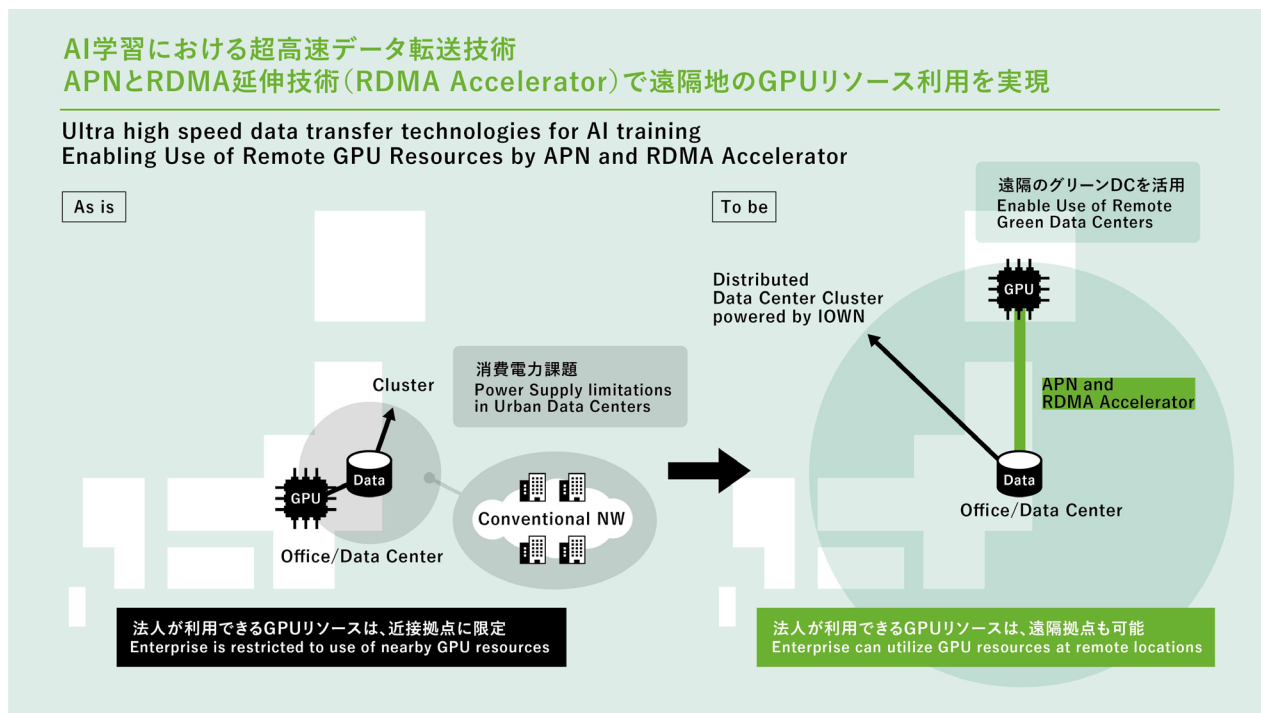 AI学習における超高速データ転送技術
APNとRDMA延伸技術（RDMA Accelerator）で遠隔地のGPUリソース利用を実現
Ultra high speed data transfer technologies for AI training
Enabling Use of Remote GPU Resources by APN and RDMA Accelerator
As is
Cluster
消費電力課題
Power Supply limitations
in Urban Data Centers
Data
GPU
Office/Data Center
Conventional NW
法人が利用できるGPUリソースは、近接拠点に限定
Enterprise is restricted to use of nearby GPU resources
To be
遠隔のグリーンDCを活用
Enable Use of Remote
Green Data Centers
Distributed
Data Center Cluster
powered by IOWN
GPU
APN and
RDMA Accelerator
Data
Office/Data Center
法人が利用できるGPUリソースは、遠隔拠点も可能
Enterprise can utilize GPU resources at remote locations